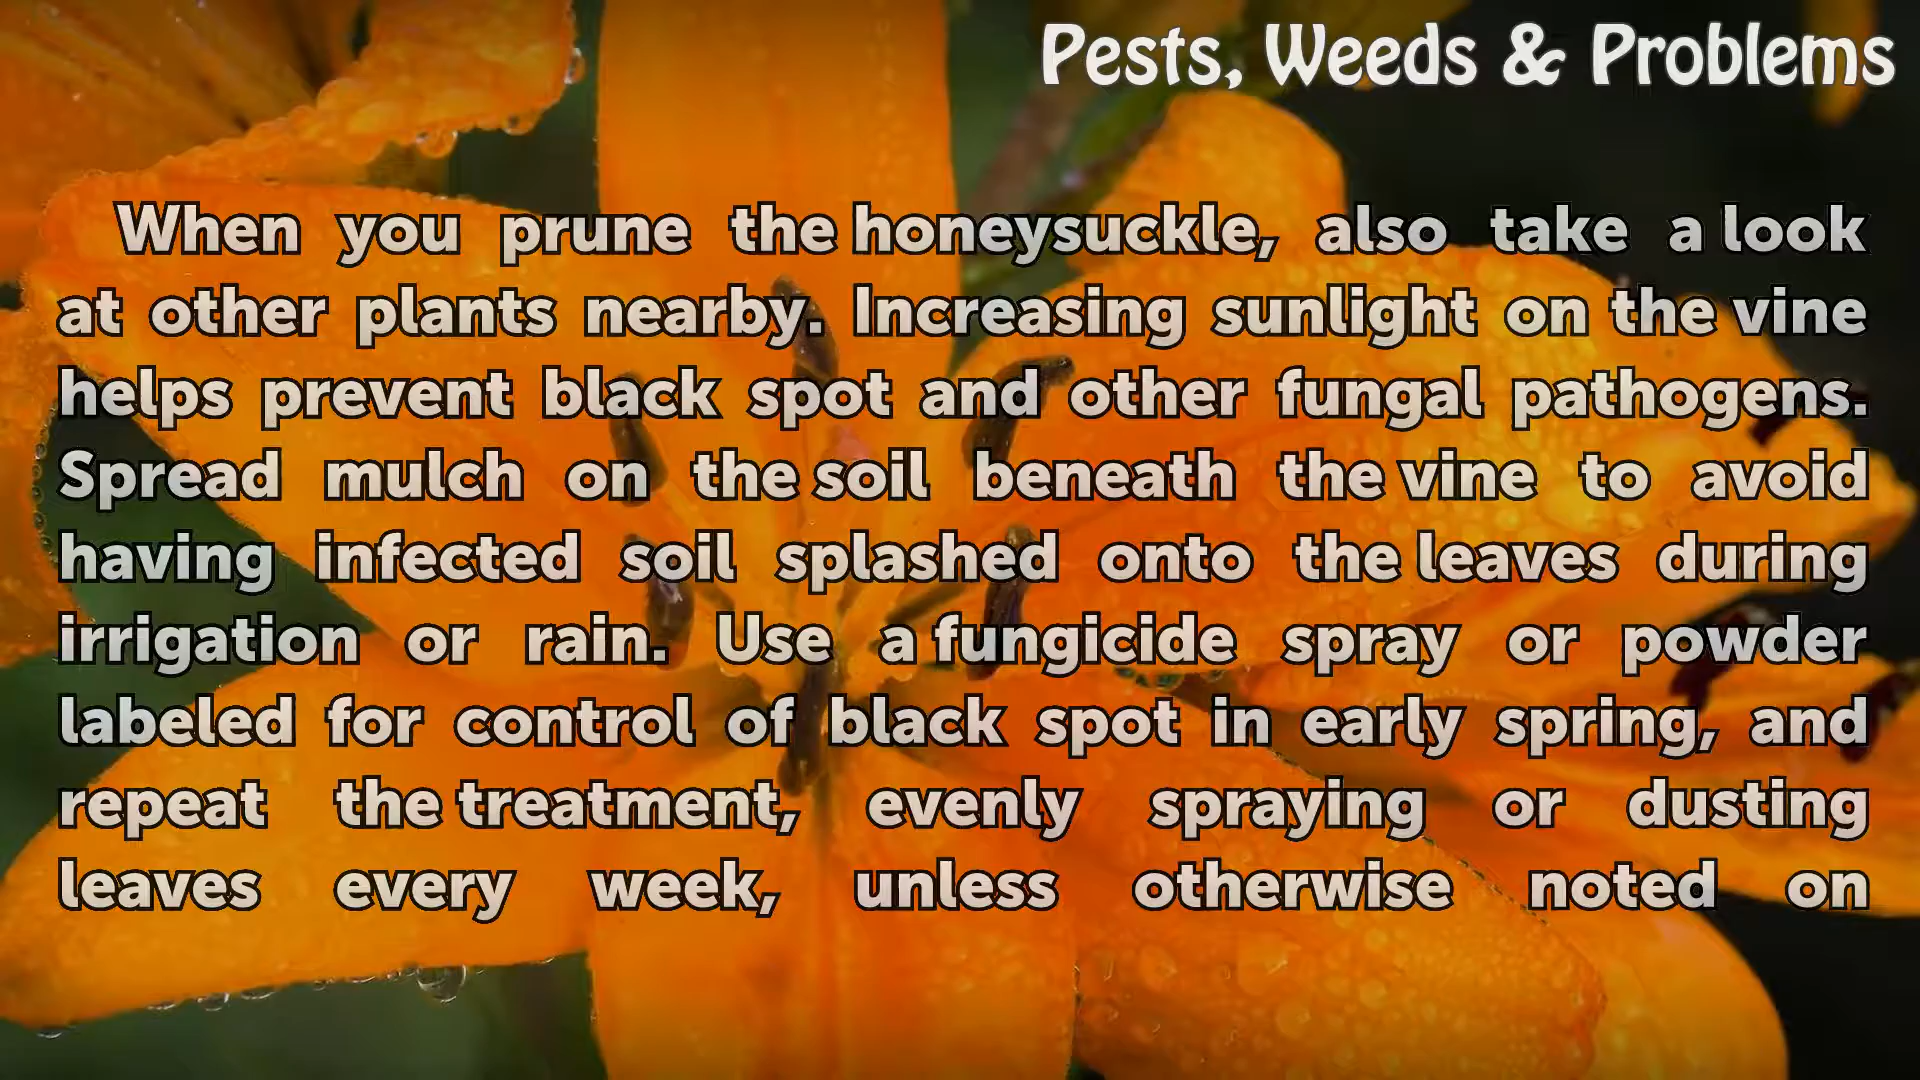 Pests, Weeds & Problems
When you prune the honeysuckle, also take a look
at other plants nearby. Increasing sunlight on the vine
helps prevent black spot and other fungal pathogens.
Spread mulch on the soil beneath the vine to avoid
having infected soil splashed onto the leaves during
irrigation or rain. Use a fungicide spray or powder
labeled for control of black spot in early spring, and
repeat the treatment, evenly spraying or dusting
leaves every week, unless otherwise noted on